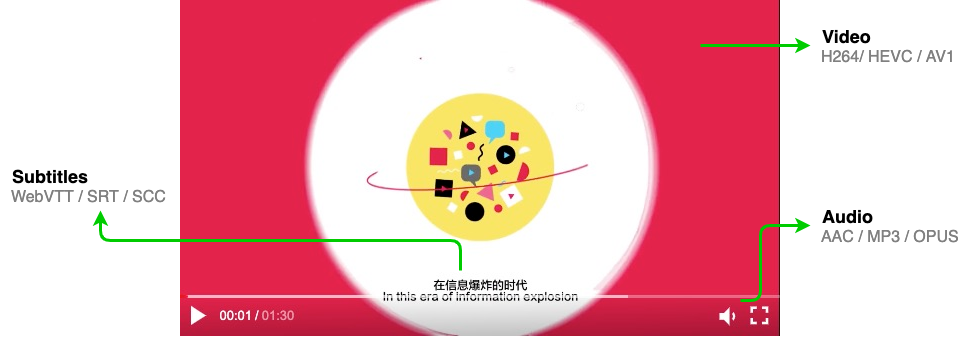 Video
H264/ HEVC / AV1
Subtitles
WebVTT / SRT / SCC
Audio
AAC / MP3 / OPUS
在信息爆炸的时代
In this era of information explosion
00:01 / 01:30